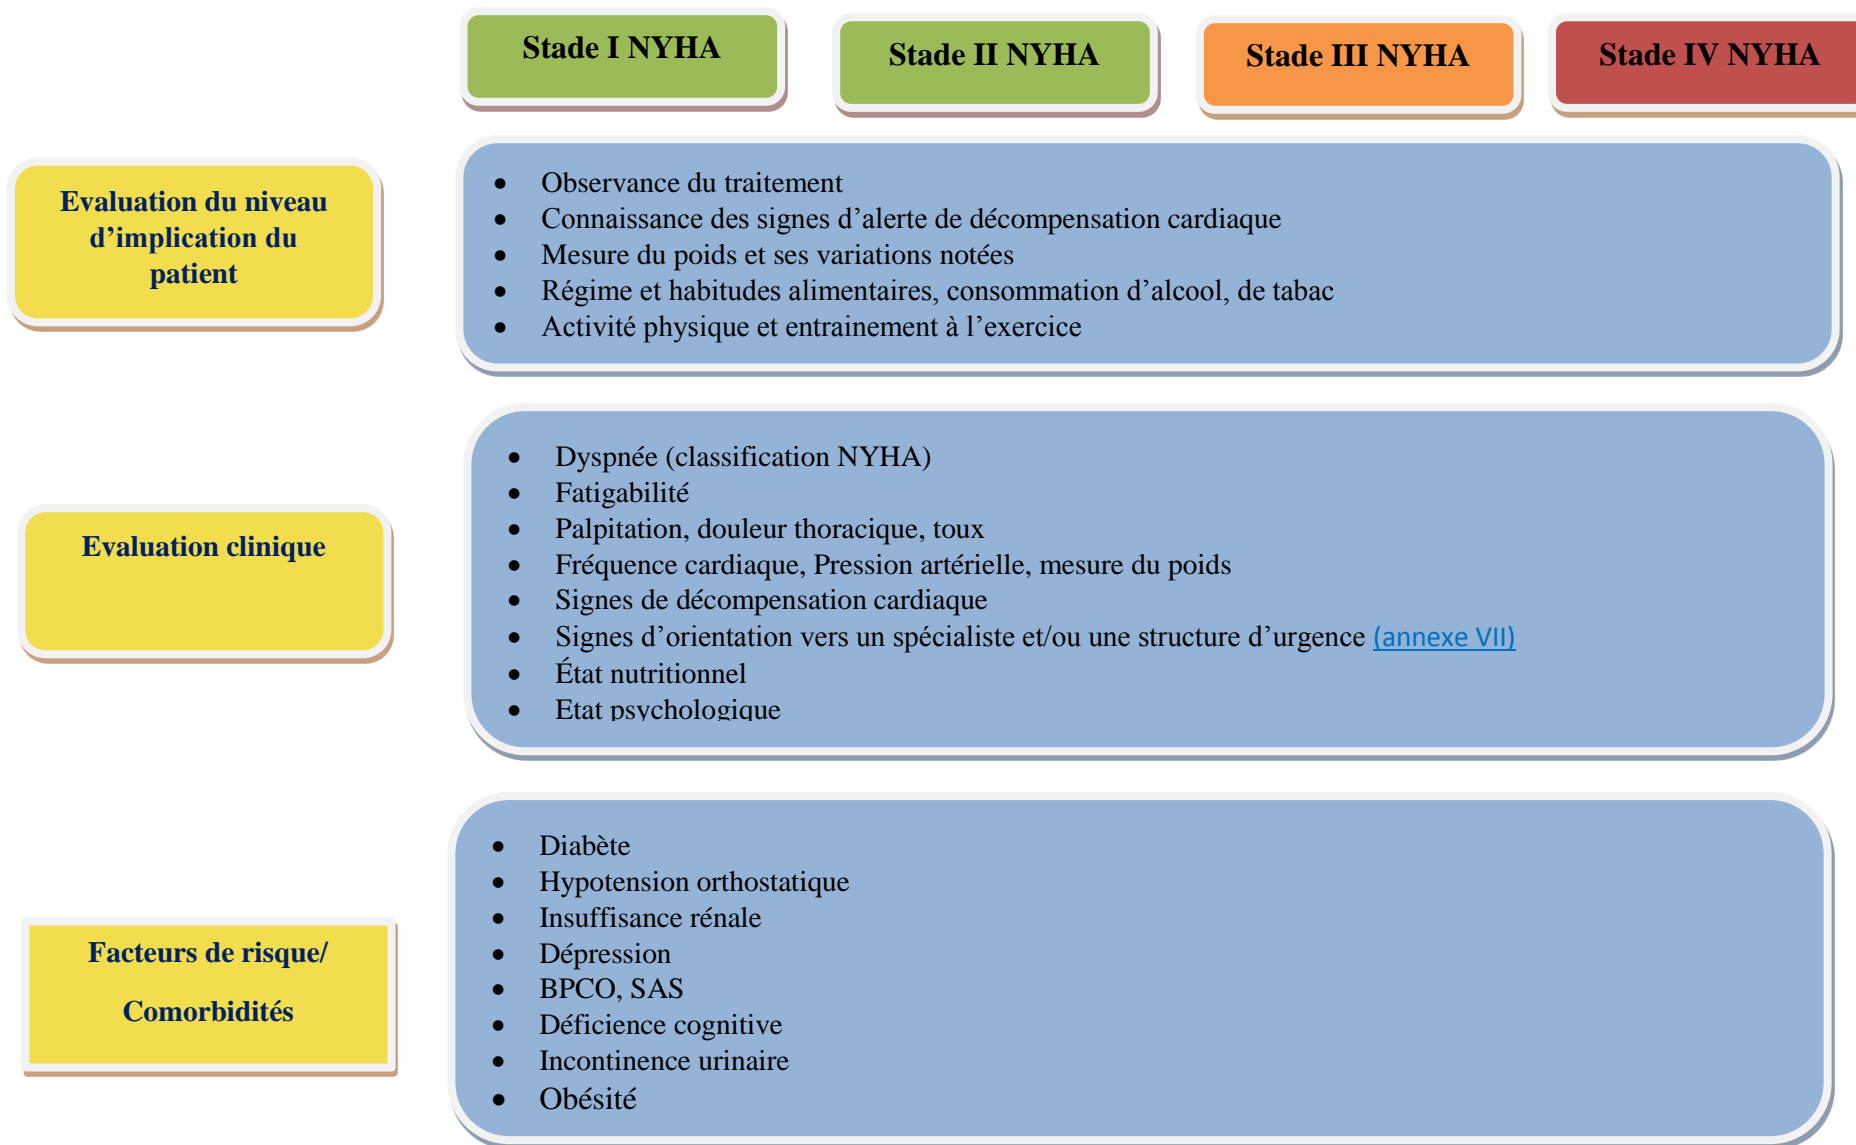 Stade I NYHA
Stade II NYHA
Stade III NYHA
Stade IV NYHA
Evaluation du niveau
d’implication du
patient
• Observance du traitement
• Connaissance des signes d’alerte de décompensation cardiaque
• Mesure du poids et ses variations notées
• Régime et habitudes alimentaires, consommation d’alcool, de tabac
• Activité physique et entrainement à l’exercice
Evaluation clinique
• Dyspnée (classification NYHA)
• Fatigabilité
• Palpitation, douleur thoracique, toux
• Fréquence cardiaque, Pression artérielle, mesure du poids
• Signes de décompensation cardiaque
• Signes d’orientation vers un spécialiste et/ou une structure d’urgence (annexe VII)
• État nutritionnel
• Etat psychologique
Facteurs de risque/
Comorbidités
• Diabète
• Hypotension orthostatique
• Insuffisance rénale
• Dépression
• BPCO, SAS
• Déficience cognitive
• Incontinence urinaire
• Obésité